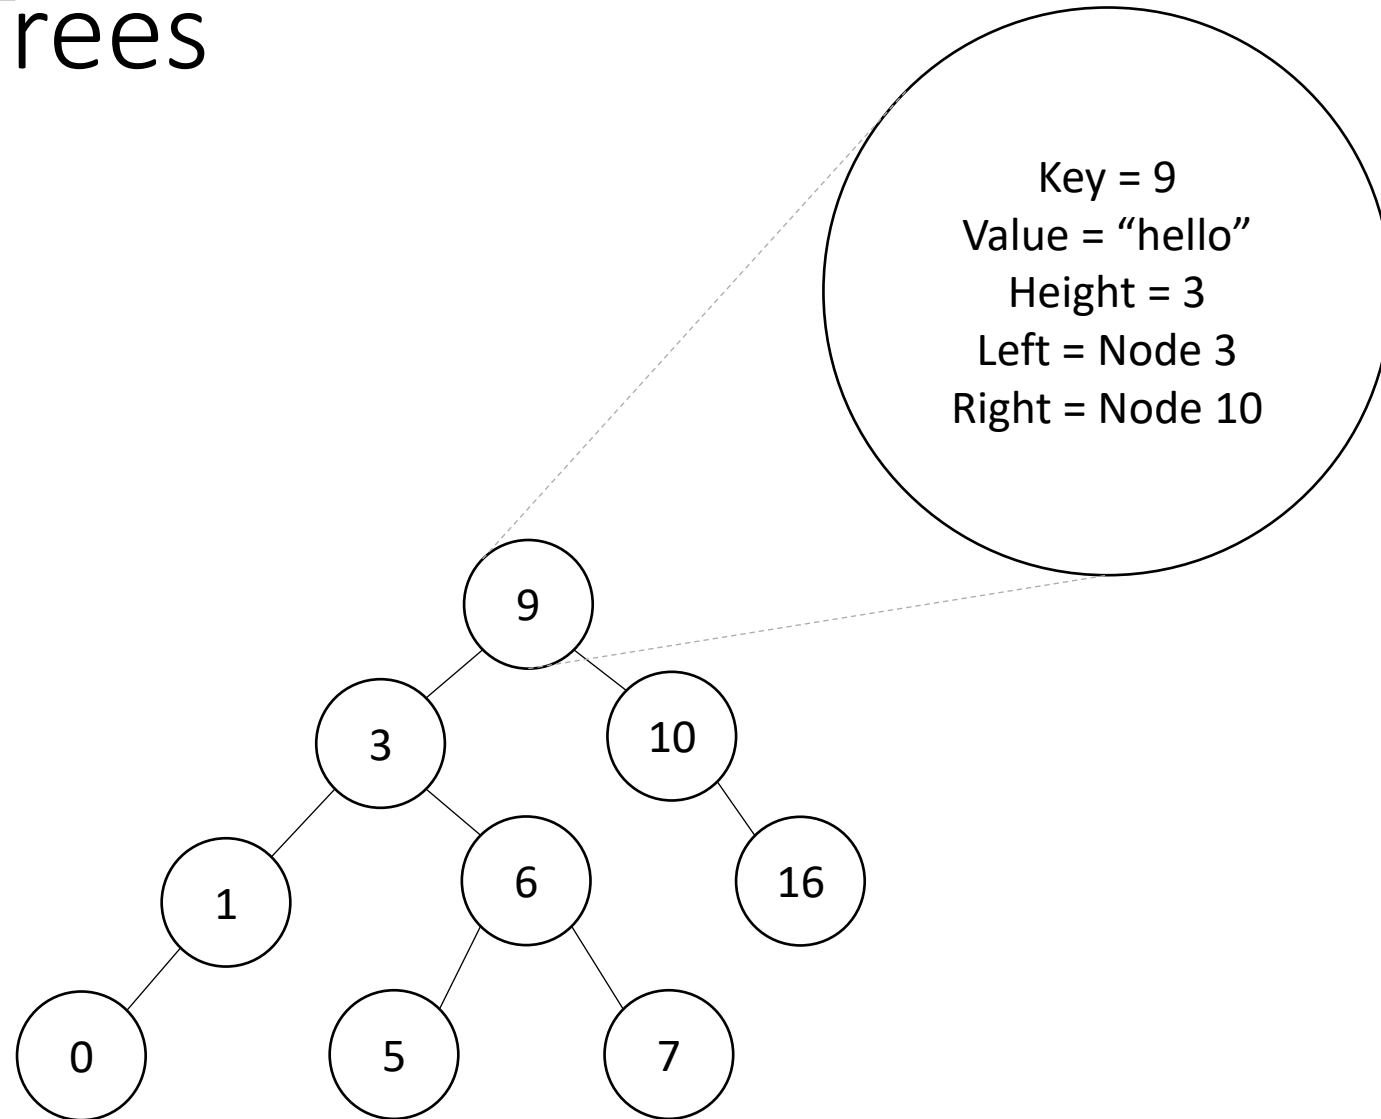 rees
Key = 9
Value = “hello”
Height = 3
Left = Node 3
Right = Node 10
9
3
10
1
6
16
0
5
7